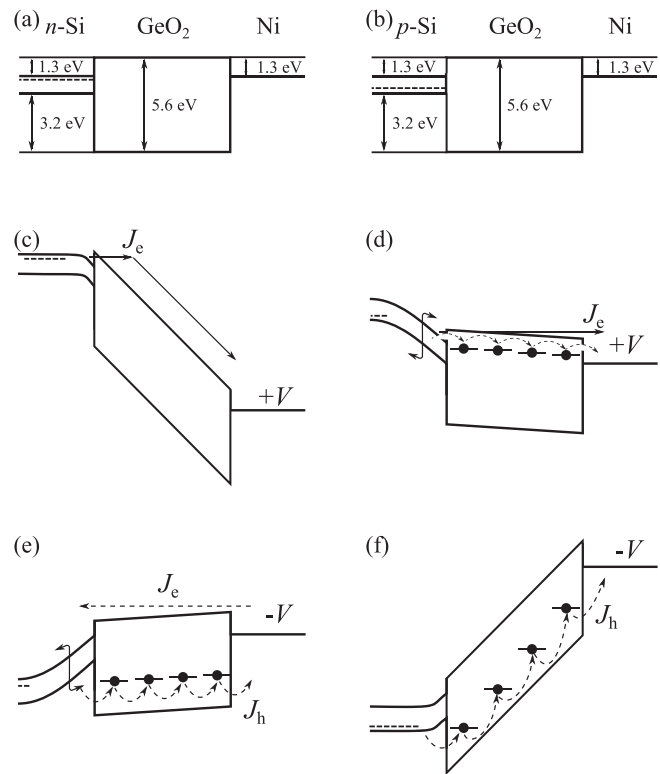 (a) n-Si GeO₂ Ni
1.3 eV 1.3 eV
5.6 eV
3.2 eV
(b) p-Si GeO₂ Ni
1.3 eV 1.3 eV
5.6 eV
3.2 eV
(c)
Jₑ
+V
(d)
Jₑ
+V
(e)
Jₑ
-V
Jₕ
(f)
-V
Jₕ